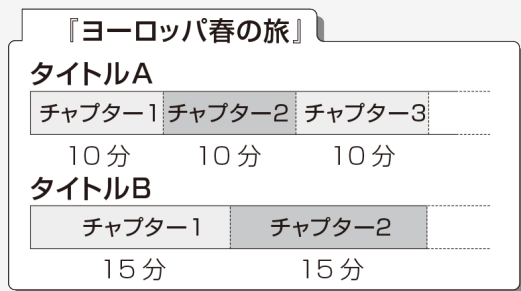 『ヨーロッパ春の旅』
タイトルA
チャプター1 チャプター2 チャプター3
10分 10分 10分
タイトルB
チャプター1 チャプター2
15分 15分